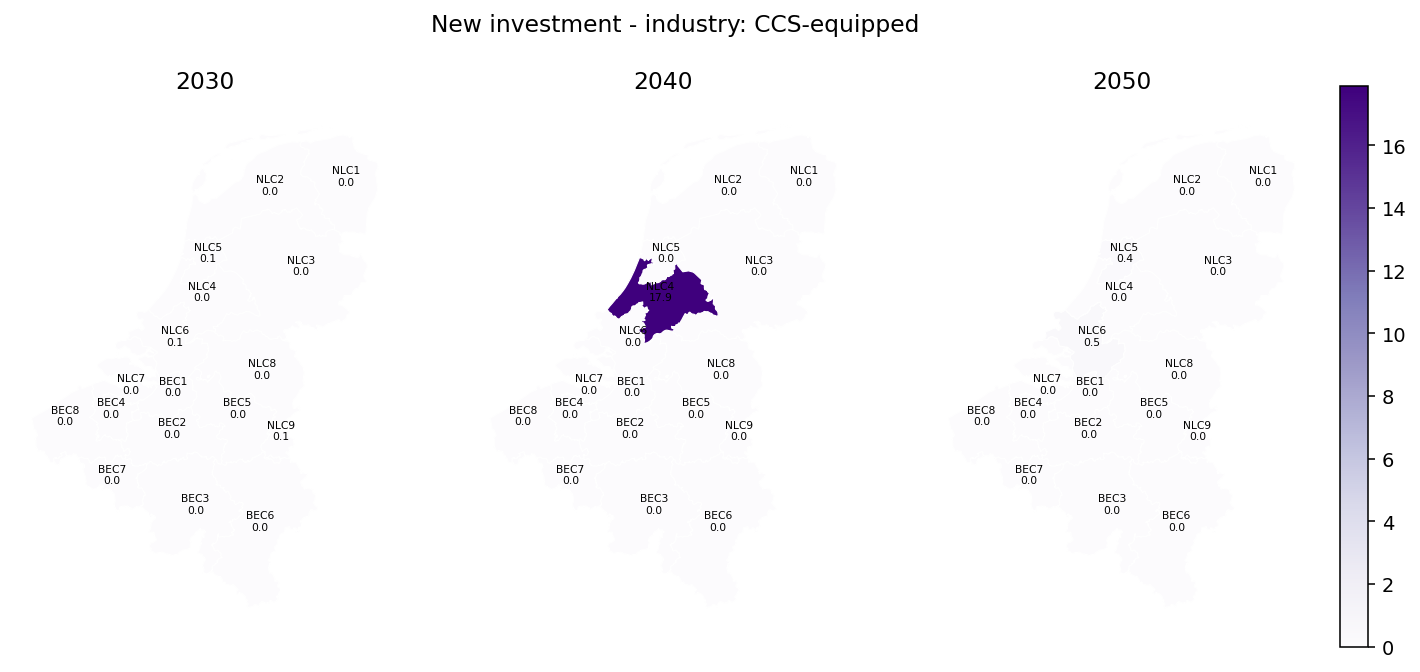 New investment - industry: CCS-equipped
2030
NLC1
0.0
NLC2
0.0
NLC5
0.1
NLC3
0.0
NLC4
0.0
NLC6
0.1
NLC8
0.0
NLC7
0.0
BEC1
0.0
BEC4
0.0
BEC5
0.0
BEC8
0.0
BEC2
0.0
NLC9
0.1
BEC7
0.0
BEC3
0.0
BEC6
0.0
2040
NLC1
0.0
NLC2
0.0
NLC5
0.0
NLC3
0.0
NLC4
17.9
NLC6
0.0
NLC8
0.0
NLC7
0.0
BEC1
0.0
BEC4
0.0
BEC5
0.0
BEC8
0.0
BEC2
0.0
NLC9
0.0
BEC7
0.0
BEC3
0.0
BEC6
0.0
2050
NLC1
0.0
NLC2
0.0
NLC5
0.4
NLC3
0.0
NLC4
0.0
NLC6
0.5
NLC8
0.0
NLC7
0.0
BEC1
0.0
BEC4
0.0
BEC5
0.0
BEC8
0.0
BEC2
0.0
NLC9
0.0
BEC7
0.0
BEC3
0.0
BEC6
0.0
16
14
12
10
8
6
4
2
0